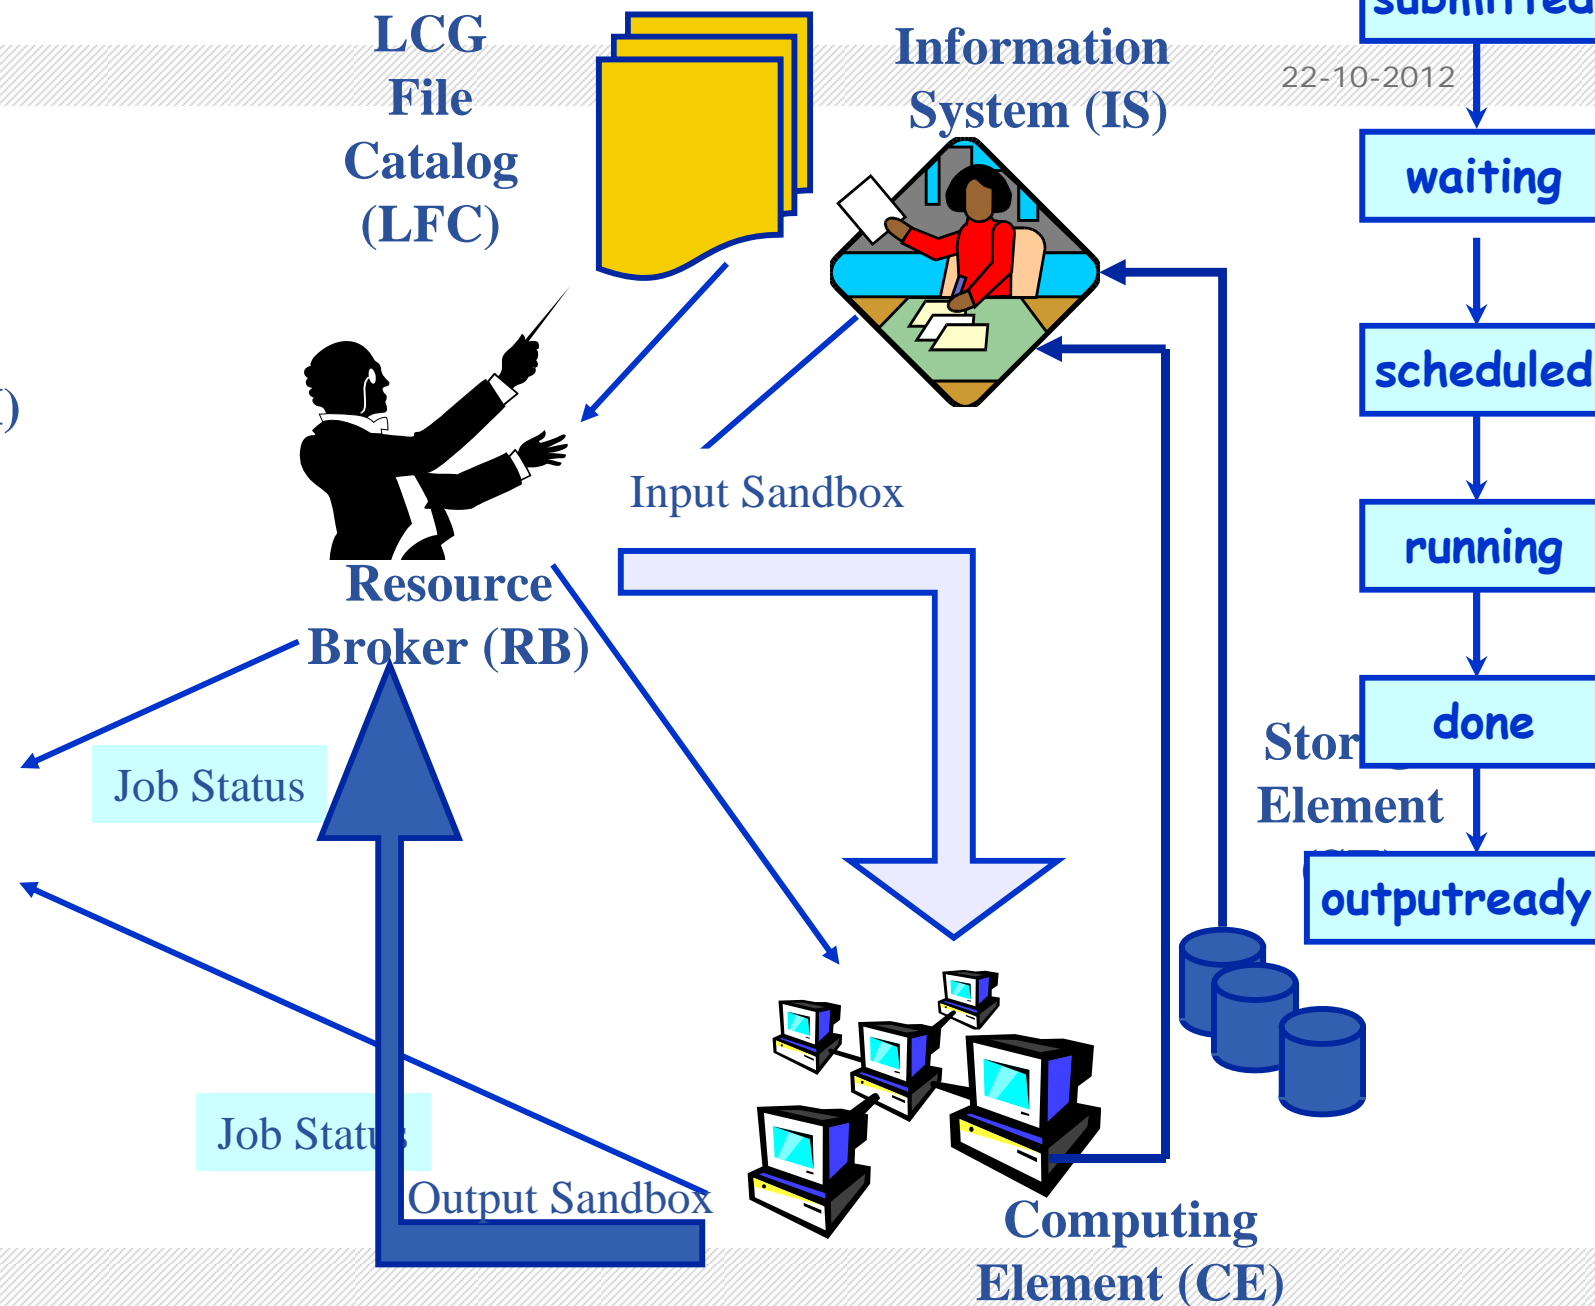 LCG
File
Catalog
(LFC)
Information
System (IS)
22-10-2012
submitted
waiting
scheduled
running
done
outputready
)
Input Sandbox
Resource
Broker (RB)
Job Status
Element
Job Status
Output Sandbox
Computing
Element (CE)